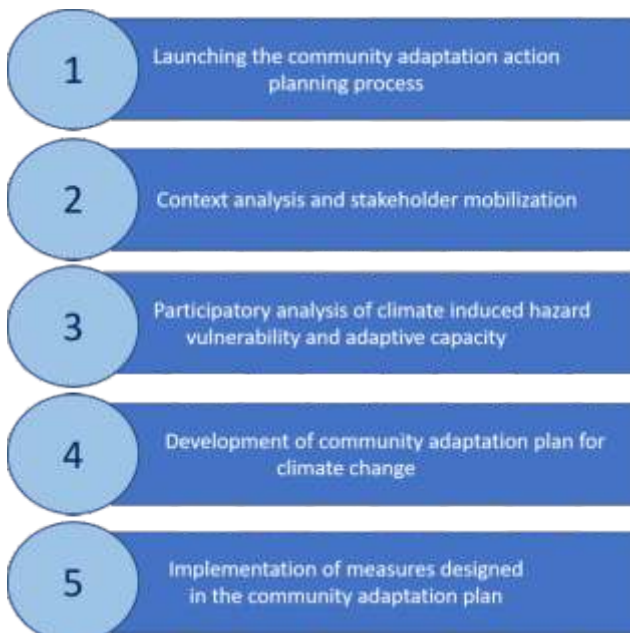 1
Launching the community adaptation action
planning process
2
Context analysis and stakeholder mobilization
3
Participatory analysis of climate induced hazard
vulnerability and adaptive capacity
4
Development of community adaptation plan for
climate change
5
Implementation of measures designed
in the community adaptation plan